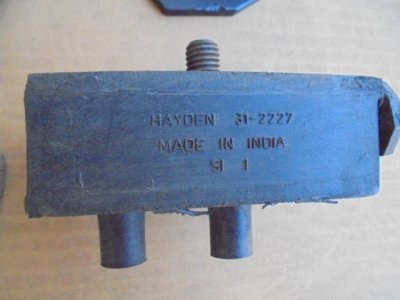 HAYDEN 31-2227
MADE IN INDIA
SI 1